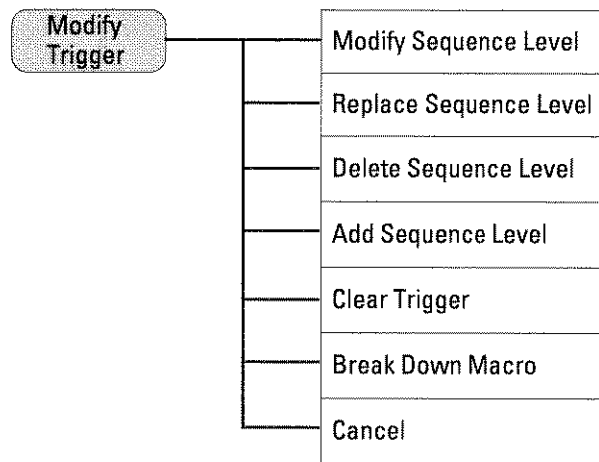 Modify
Trigger
Modify Sequence Level
Replace Sequence Level
Delete Sequence Level
Add Sequence Level
Clear Trigger
Break Down Macro
Cancel